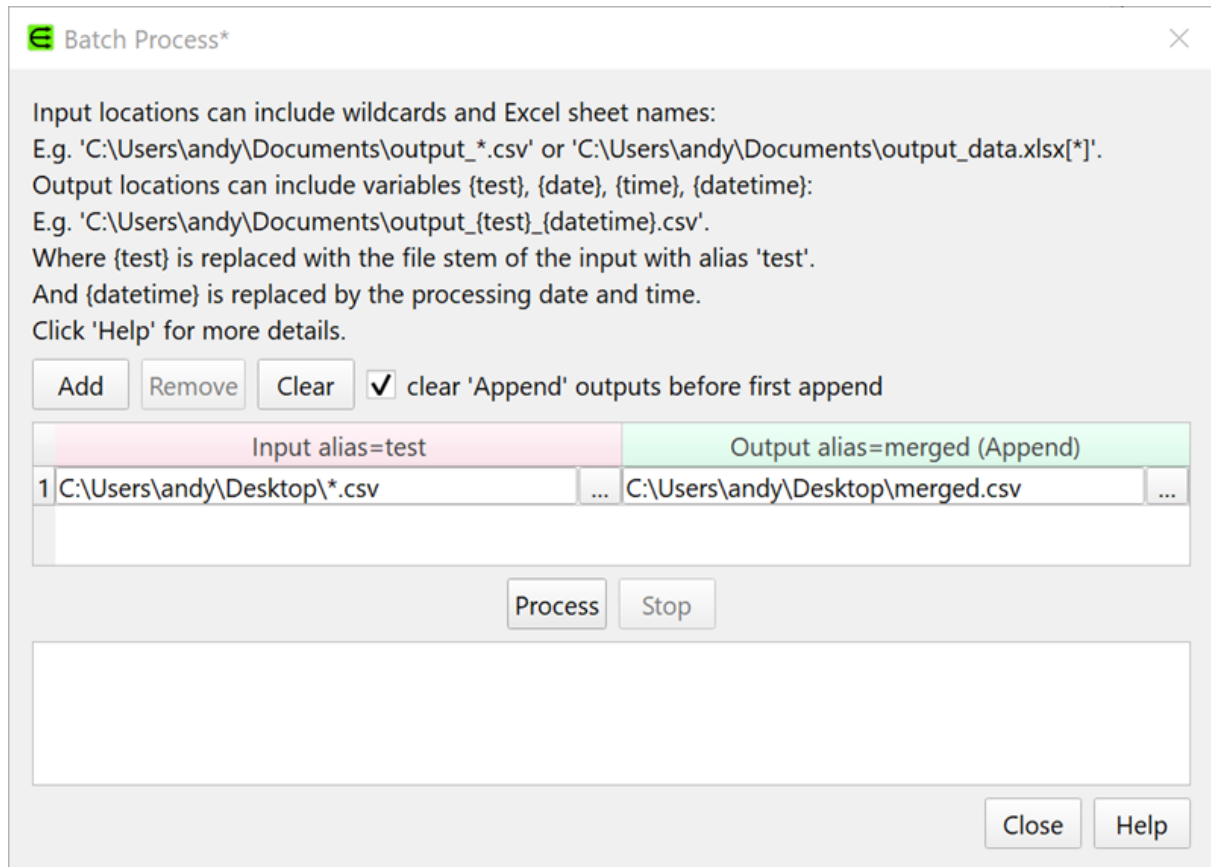 Batch Process*
Input locations can include wildcards and Excel sheet names:
E.g. 'C:\Users\andy\Documents\output_*.csv' or 'C:\Users\andy\Documents\output_data.xlsx[*]'.
Output locations can include variables {test}, {date}, {time}, {datetime}:
E.g. 'C:\Users\andy\Documents\output_{test}_{datetime}.csv'.
Where {test} is replaced with the file stem of the input with alias 'test'.
And {datetime} is replaced by the processing date and time.
Click 'Help' for more details.
Add Remove Clear clear 'Append' outputs before first append
Input alias=test Output alias=merged (Append)
1 C:\Users\andy\Desktop\*.csv ... C:\Users\andy\Desktop\merged.csv ...
Process Stop
Close Help